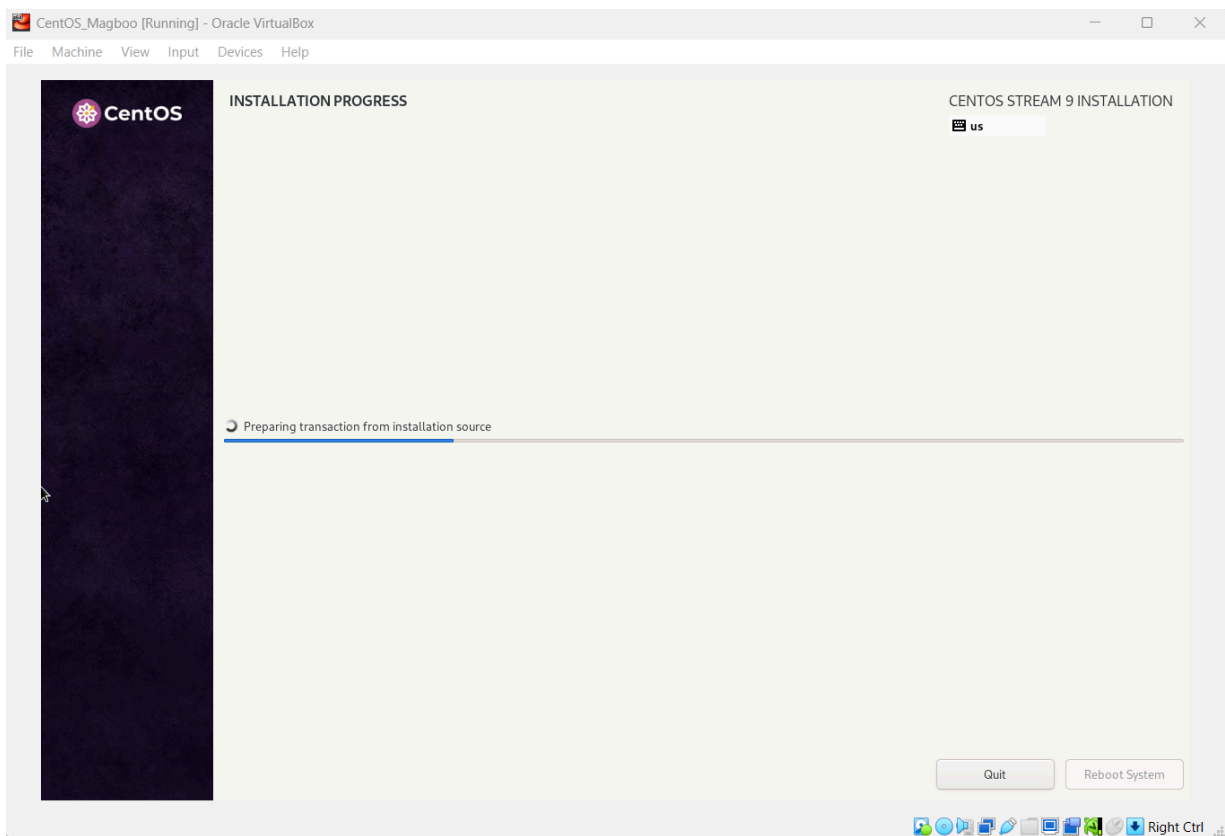 CentOS_Magboo [Running] - Oracle VirtualBox
File Machine View Input Devices Help
CentOS
INSTALLATION PROGRESS
CENTOS STREAM 9 INSTALLATION
us
Preparing transaction from installation source
Quit
Reboot System
Right Ctrl